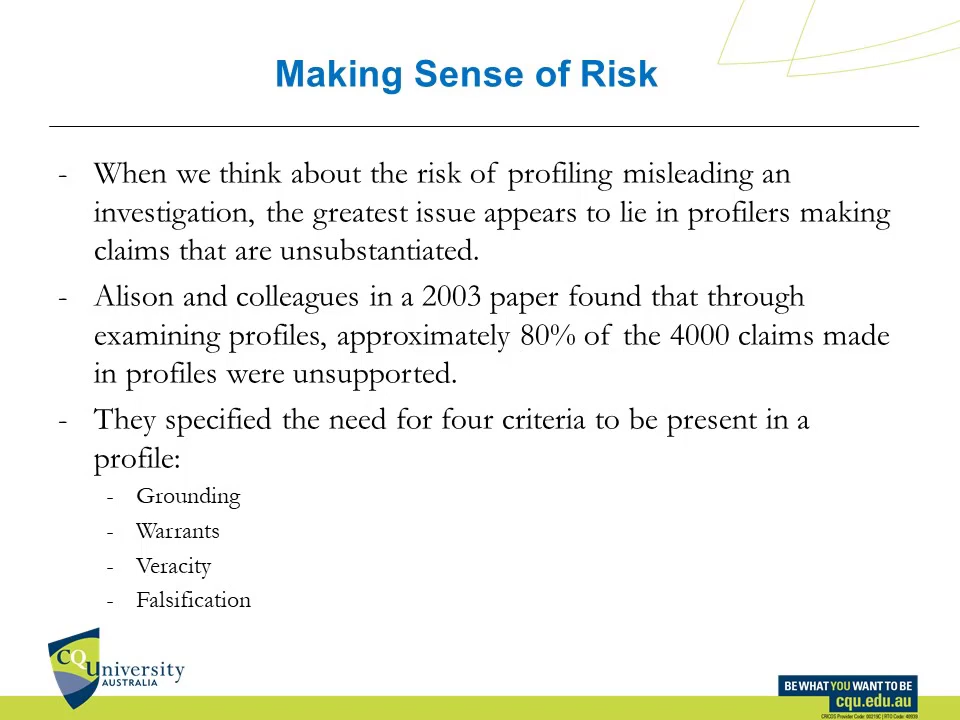 Making Sense of Risk
- When we think about the risk of profiling misleading an
investigation, the greatest issue appears to lie in profilers making
claims that are unsubstantiated.
- Alison and colleagues in a 2003 paper found that through
examining profiles, approximately 80% of the 4000 claims made
in profiles were unsupported.
- They specified the need for four criteria to be present in a
profile:
- Grounding
- Warrants
- Veracity
- Falsification
CQUniversity
AUSTRALIA
BE WHAT YOU WANT TO BE
cqu.edu.au
CRICOS Provider Code: 00219C | RTO Code: 40939